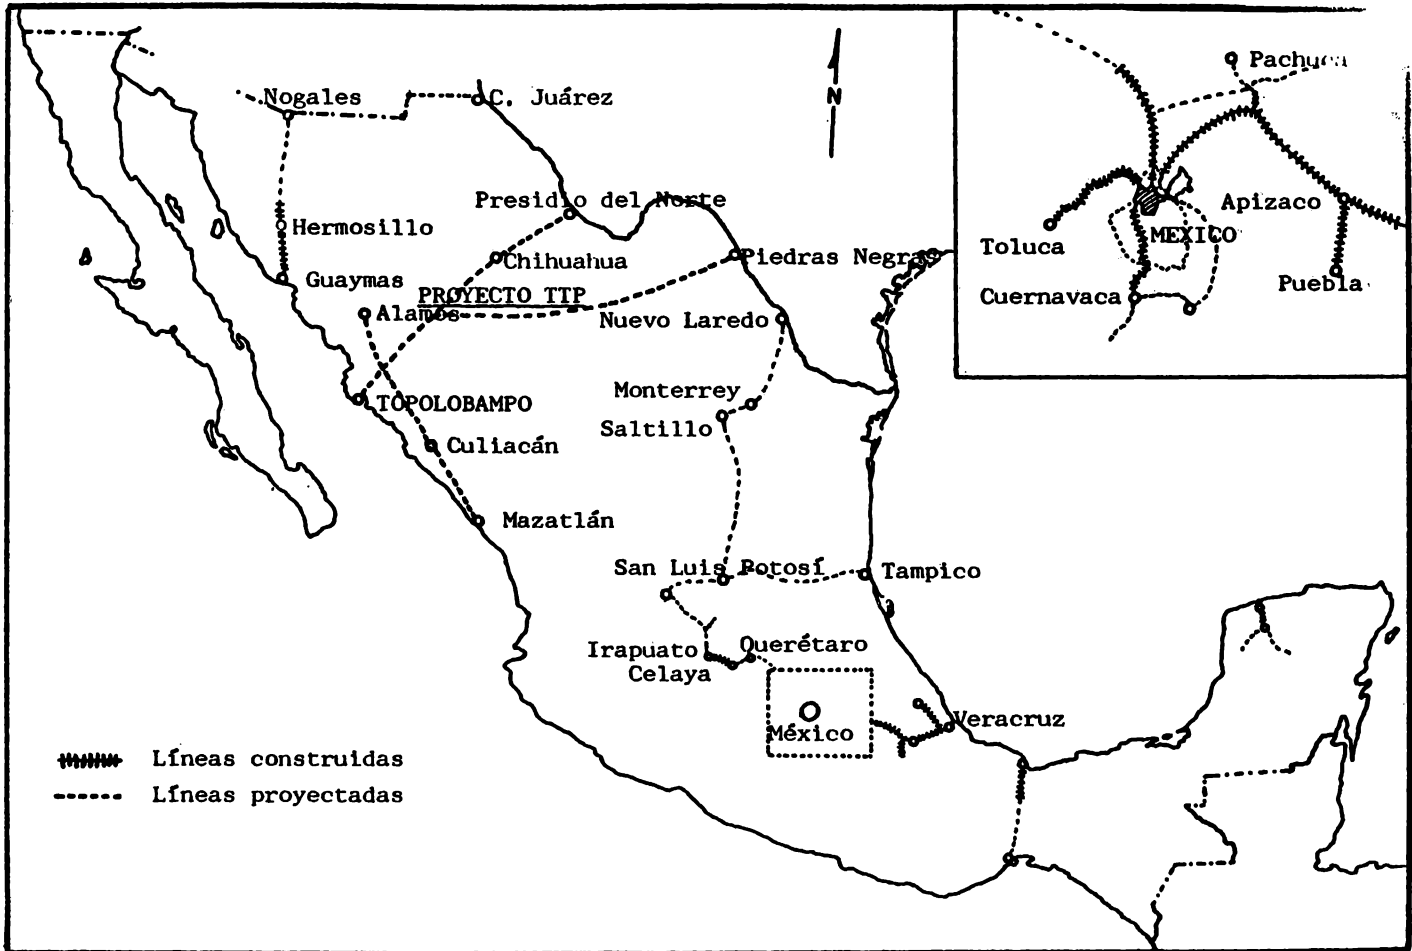 Nogales
C. Juárez
N
Pachuca
Presidio del Norte
Hermosillo
Apizaco
Toluca
MEXICO
Chihuahua
Piedras Negras
Guaymas
Puebla
PROYECTO TTP
Cuernavaca
Alamos
Nuevo Laredo
Monterrey
TOPOLOBAMPO
Saltillo
Culiacán
Mazatlán
San Luis Potosí
Tampico
Querétaro
Irapuato
Celaya
Veracruz
México
Líneas construidas
Líneas proyectadas